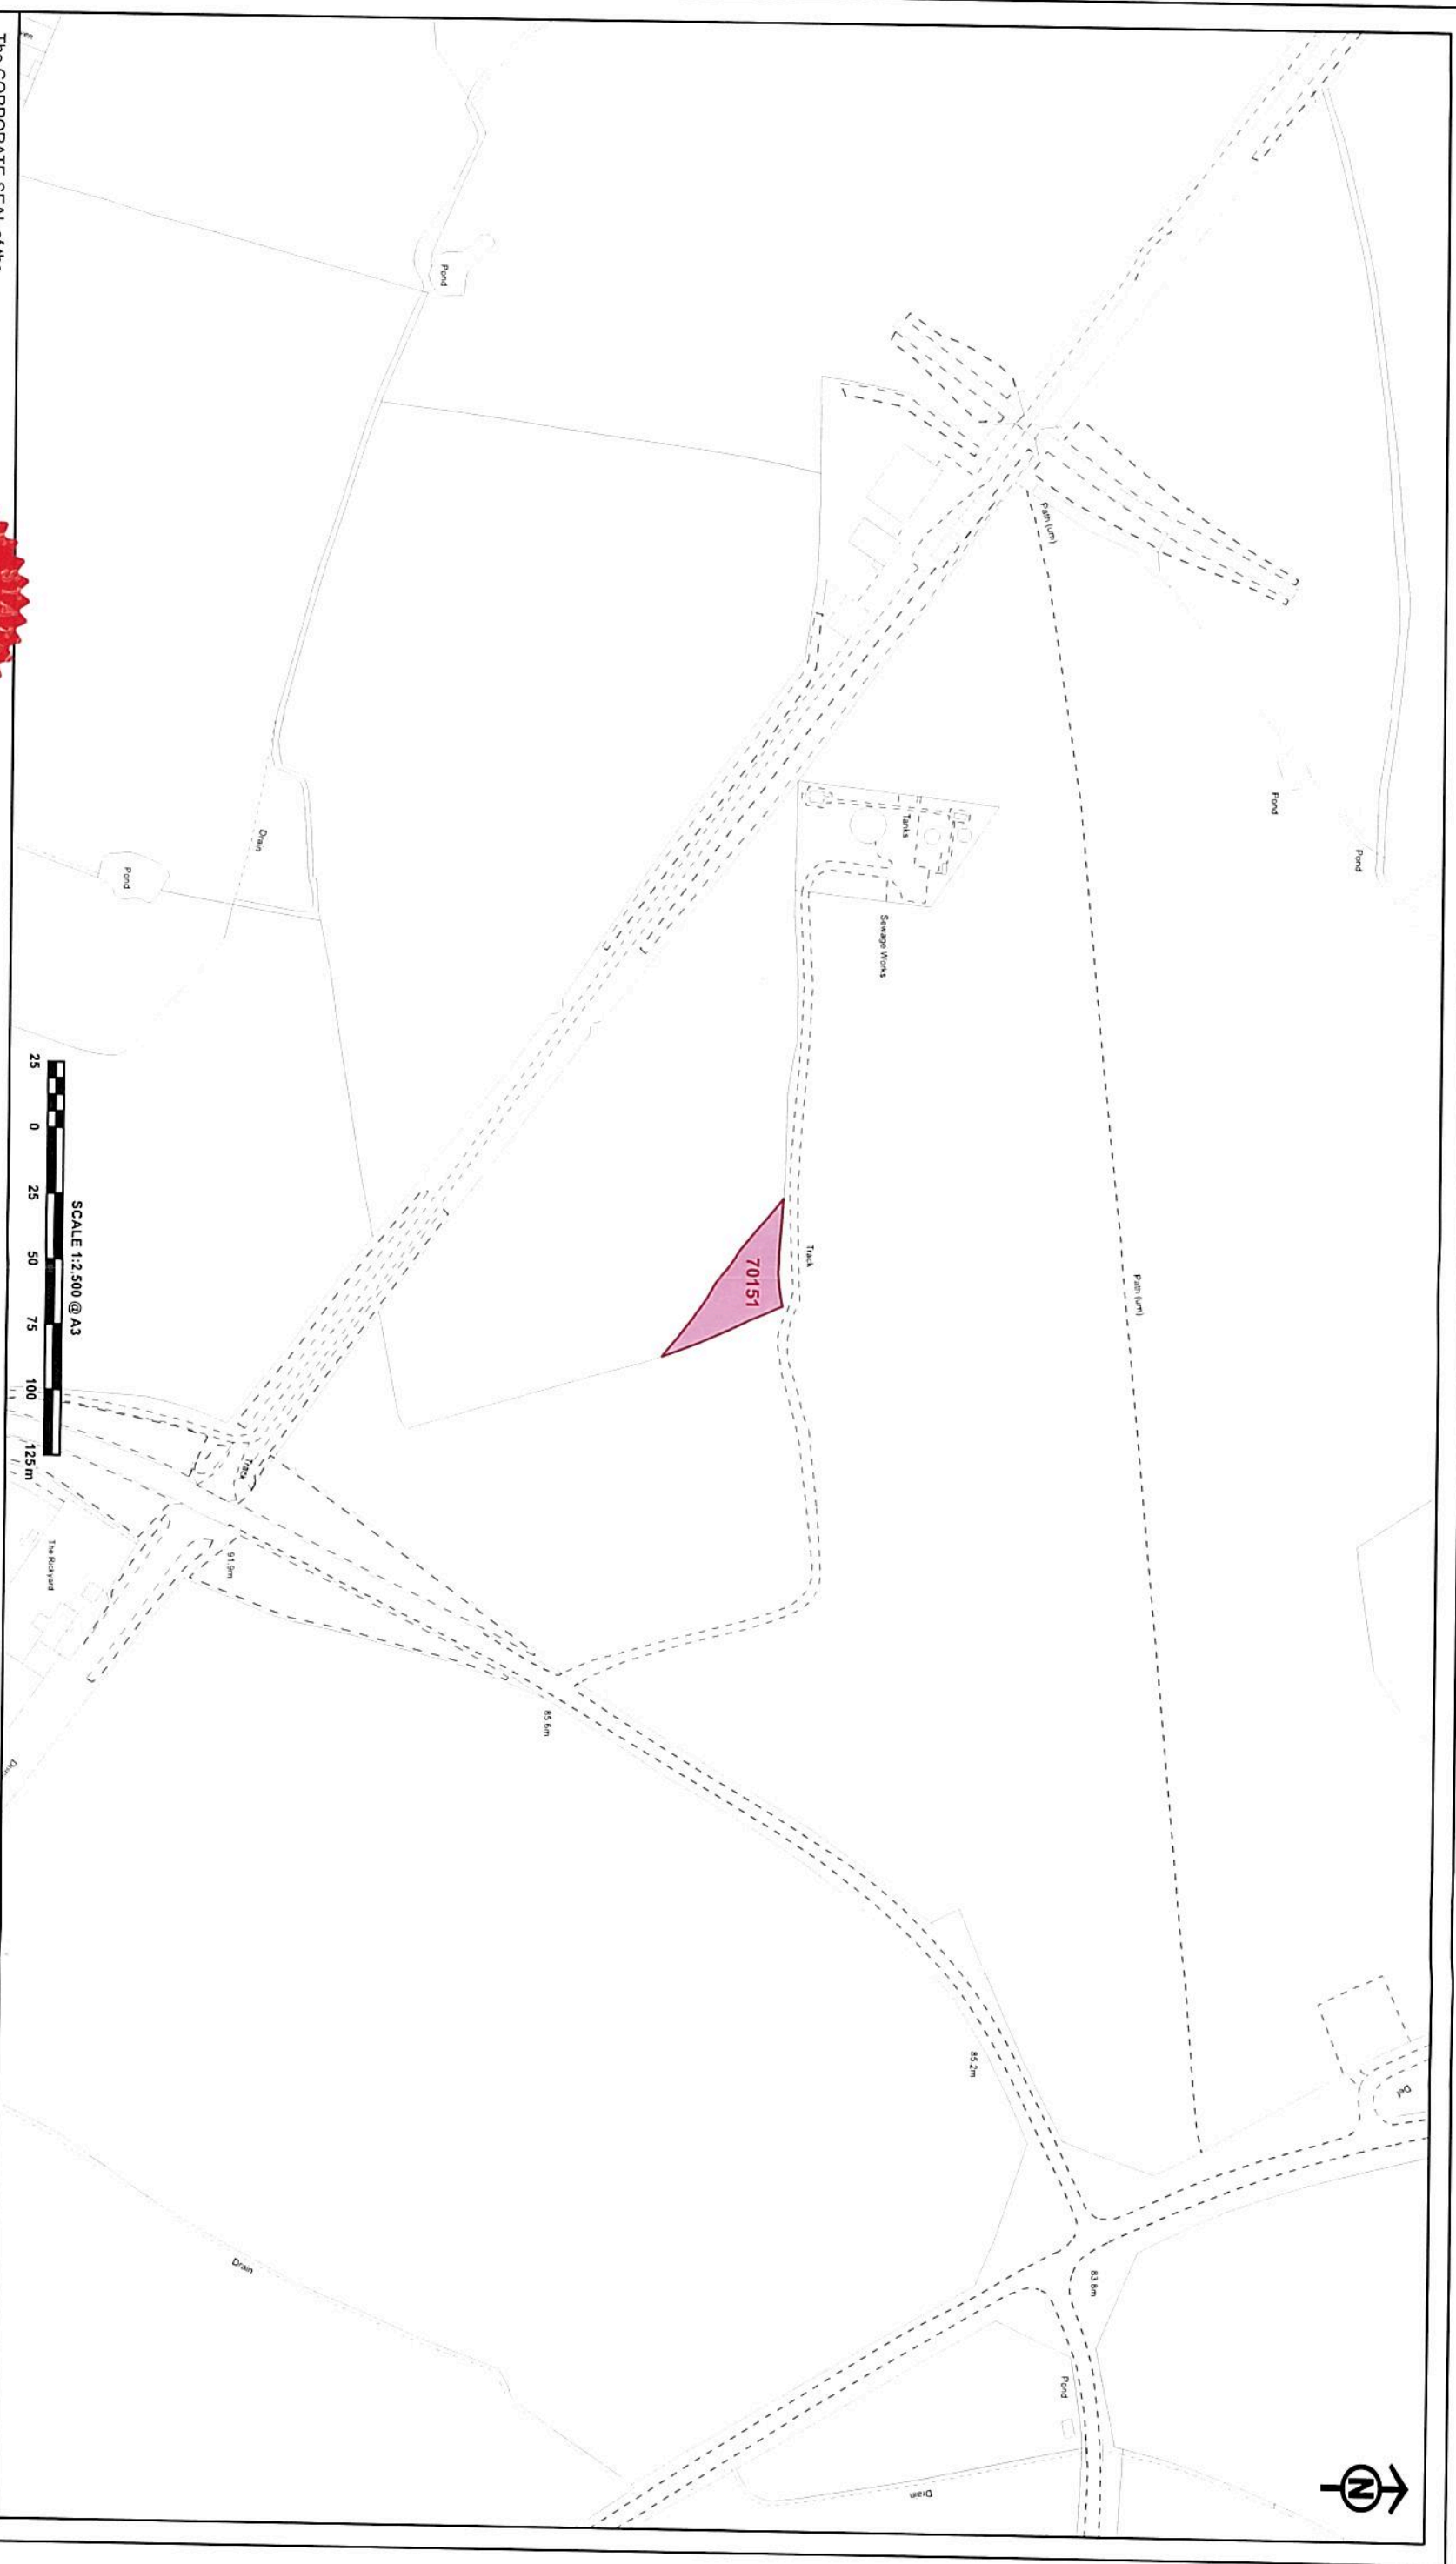 Pond
Pond
Path (um)
Path (um)
Tanks
Sewage Works
Track
70151
Pond
Drain
Pond
Track
91.9m
The Rickyard
85.6m
85.2m
83.8m
Pond
Drain
Drain
N
SCALE 1:2,500 @ A3
25 0 25 50 75 100 125 m
The CORPORATE SEAL of the